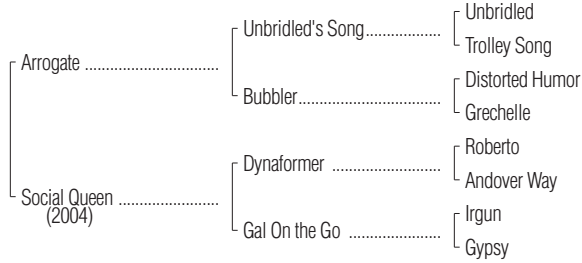 Unbridled
Unbridled's Song..................
Trolley Song
Arrogate ................................
Distorted Humor
Bubbler..................................
Grechelle
Roberto
Dynaformer ..........................
Andover Way
Social Queen ........................
(2004)
Irgun
Gal On the Go ......................
Gypsy